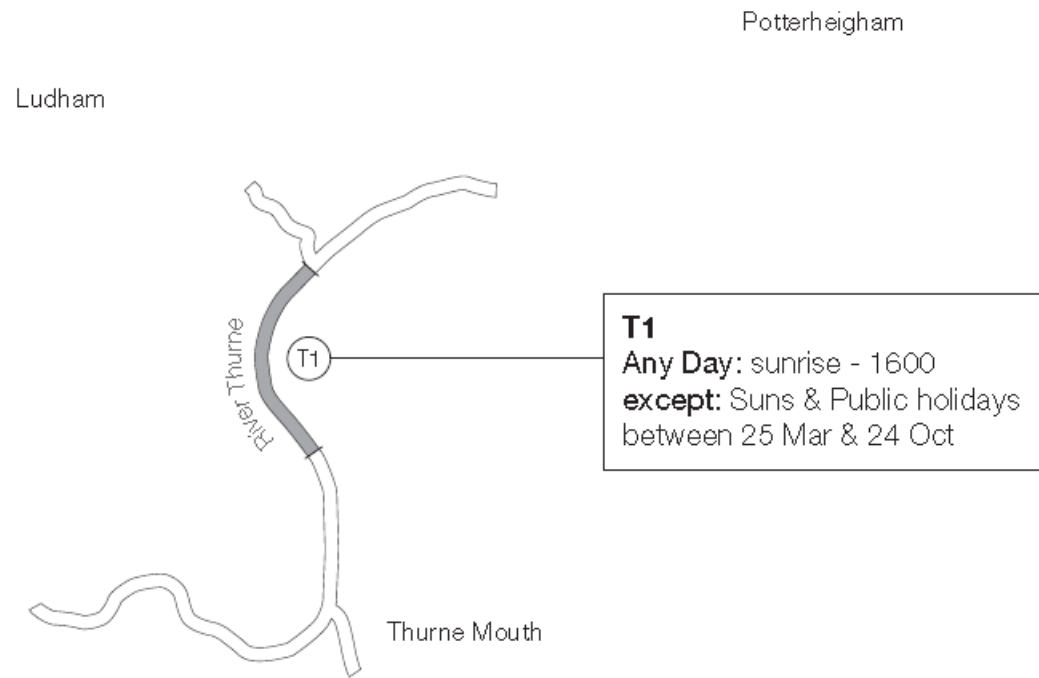 Potterheigham
Ludham
River Thurne
T1
T1
Any Day: sunrise - 1600
except: Suns & Public holidays
between 25 Mar & 24 Oct
Thurne Mouth